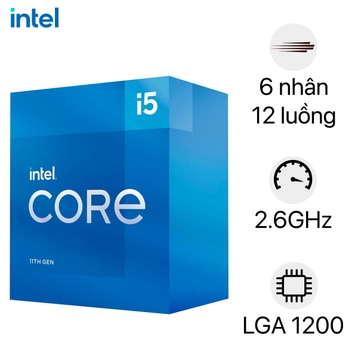 intel
i5
intel
CORE
11TH GEN
6 nhân
12 luồng
2.6GHz
LGA 1200